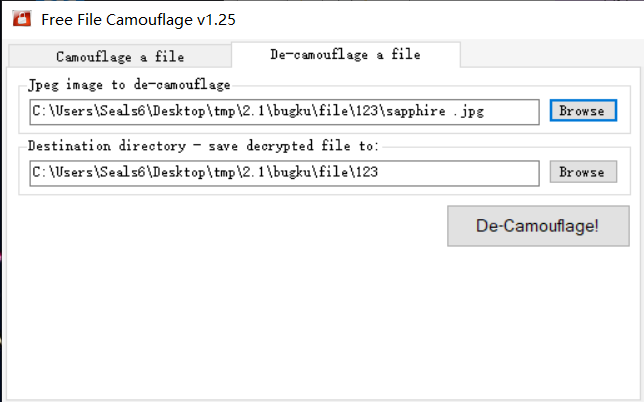 Free File Camouflage v1.25
Camouflage a file
De-camouflage a file
Jpeg image to de-camouflage
C:\Users\Seals6\Desktop\tmp\2.1\bugku\file\123\sapphire .jpg
Browse
Destination directory - save decrypted file to:
C:\Users\Seals6\Desktop\tmp\2.1\bugku\file\123
Browse
De-Camouflage!